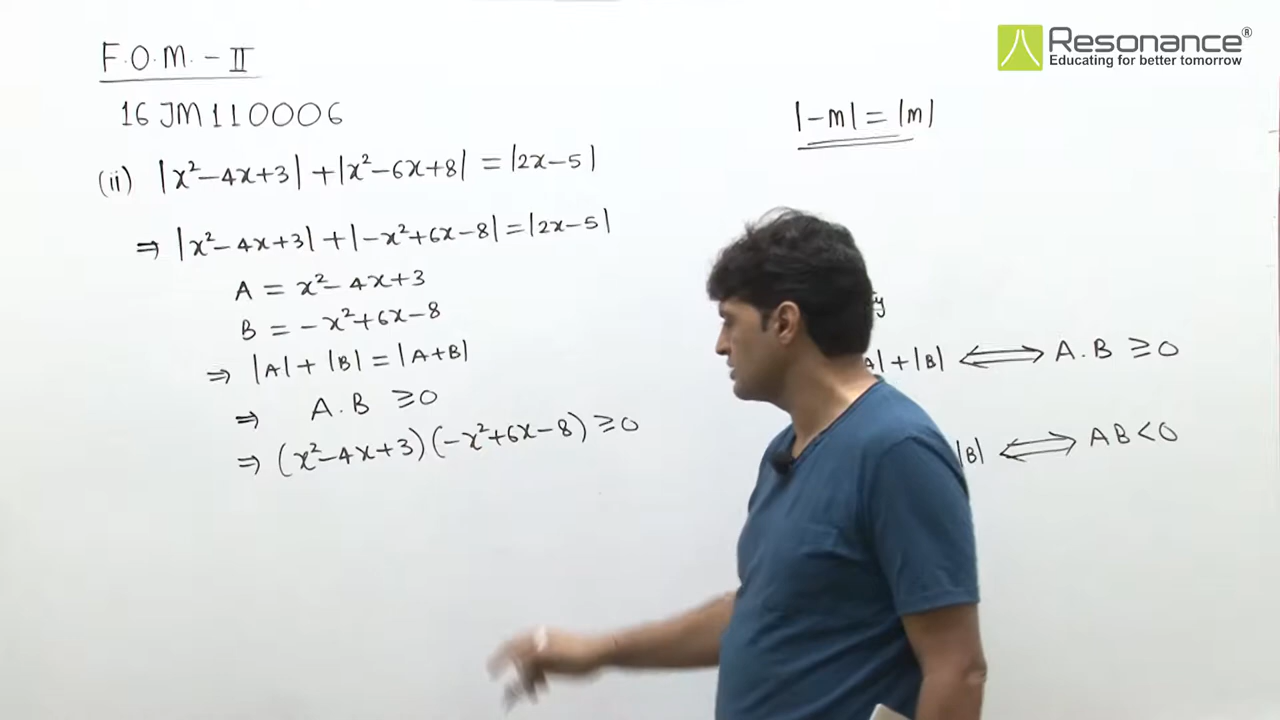 F.O.M. - II
16JM110006
(ii) |x²-4x+3| + |x²-6x+8| = |2x-5|
⇒ |x²-4x+3| + |-x²+6x-8| = |2x-5|
A = x²-4x+3
B = -x²+6x-8
⇒ |A| + |B| = |A+B|
⇒ A.B ≥0
⇒ (x²-4x+3)(-x²+6x-8) ≥0
Resonance®
Educating for better tomorrow
|-m| = |m|
A|+|B| ⟺ A.B ≥0
|B| ⟺ AB<0